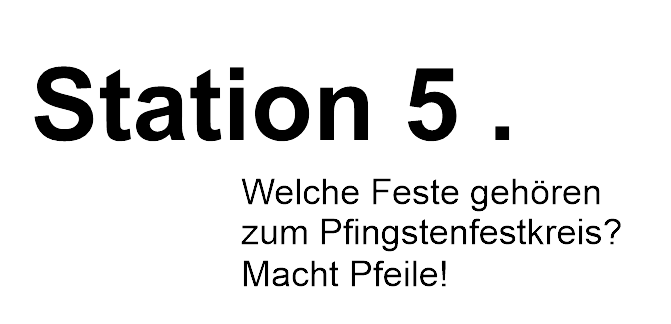 Station 5 .
Welche Feste gehören
zum Pfingstenfestkreis?
Macht Pfeile!